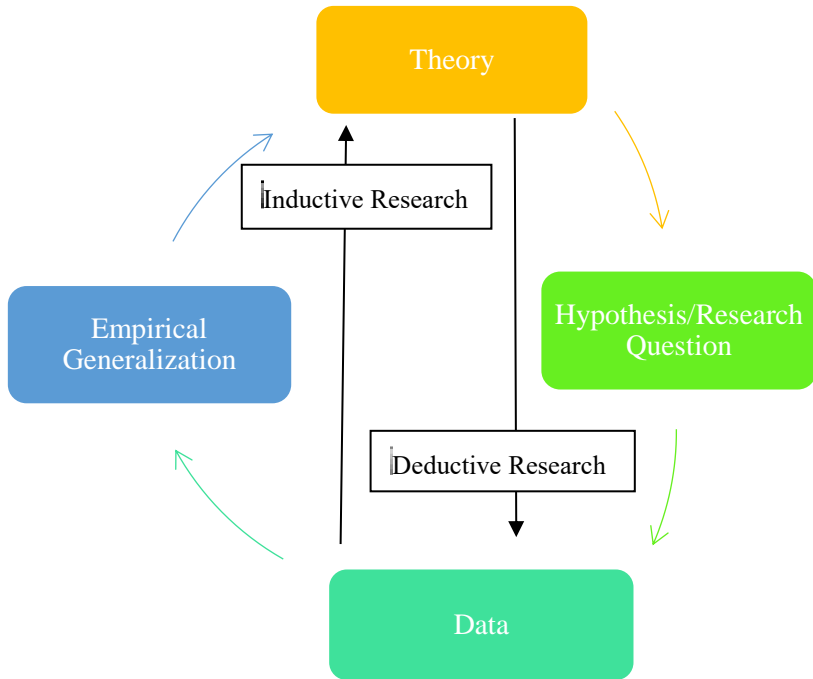 Theory
Inductive Research
Empirical
Generalization
Hypothesis/Research
Question
Deductive Research
Data